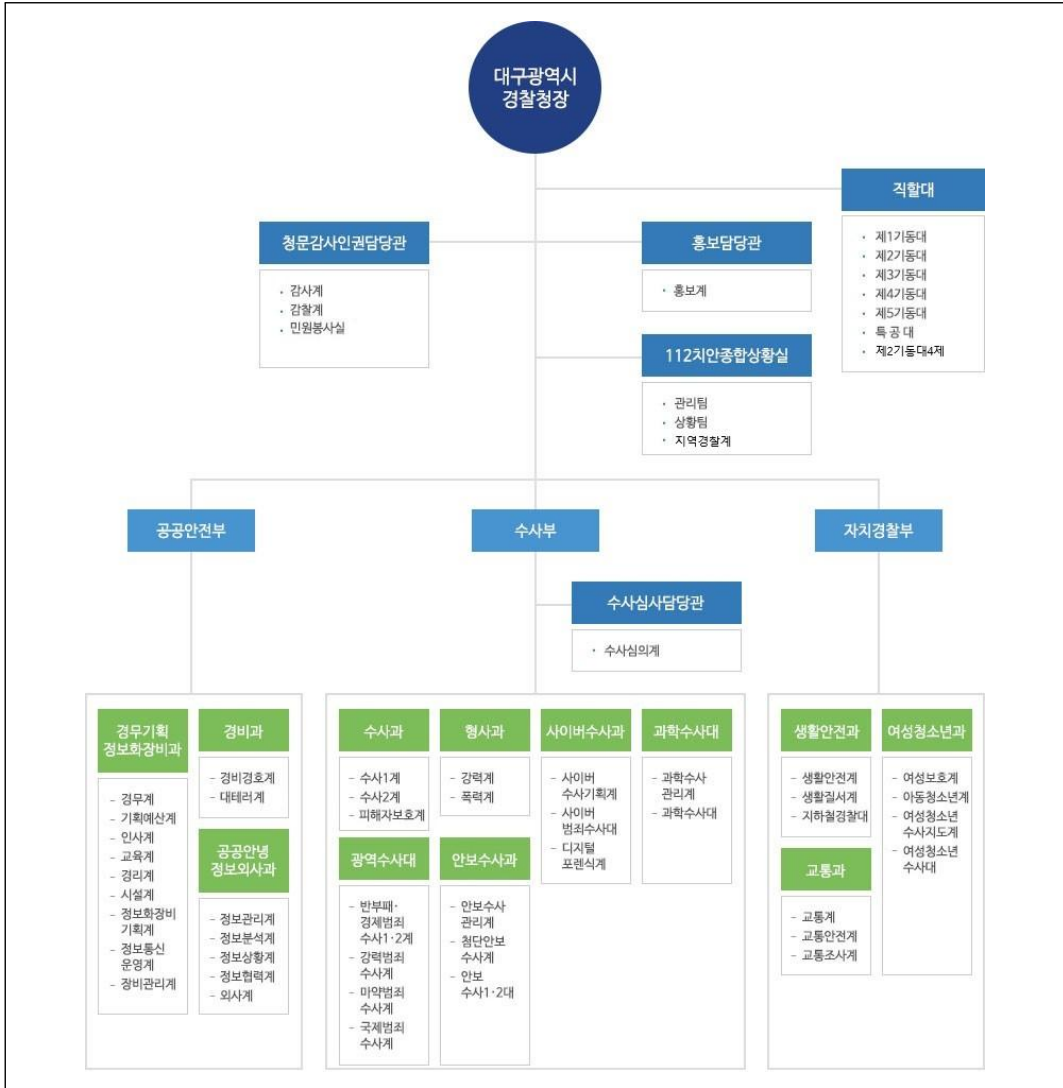 대구광역시
경찰청장
직할대
· 제1기동대
· 제2기동대
· 제3기동대
· 제4기동대
· 제5기동대
· 특 공 대
· 제2기동대4제
청문감사인권담당관
· 감사계
· 감찰계
· 민원봉사실
홍보담당관
· 홍보계
112치안종합상황실
· 관리팀
· 상황팀
· 지역경찰계
공공안전부
수사부
자치경찰부
수사심사담당관
· 수사심의계
경무기획
정보화장비과
- 경무계
- 기획예산계
- 인사계
- 교육계
- 경리계
- 시설계
- 정보화장비
기획계
- 정보통신
운영계
- 장비관리계
경비과
- 경비경호계
- 대테러계
공공안녕
정보외사과
- 정보관리계
- 정보분석계
- 정보상황계
- 정보협력계
- 외사계
수사과
- 수사1계
- 수사2계
- 피해자보호계
광역수사대
- 반부패·
경제범죄
수사1·2계
- 강력범죄
수사계
- 마약범죄
수사계
- 국제범죄
수사계
형사과
- 강력계
- 폭력계
안보수사과
- 안보수사
관리계
- 첨단안보
수사계
- 안보
수사1·2대
사이버수사과
- 사이버
수사기획계
- 사이버
범죄수사대
- 디지털
포렌식계
과학수사대
- 과학수사
관리계
- 과학수사대
생활안전과
- 생활안전계
- 생활질서계
- 지하철경찰대
교통과
- 교통계
- 교통안전계
- 교통조사계
여성청소년과
- 여성보호계
- 아동청소년계
- 여성청소년
수사지도계
- 여성청소년
수사대